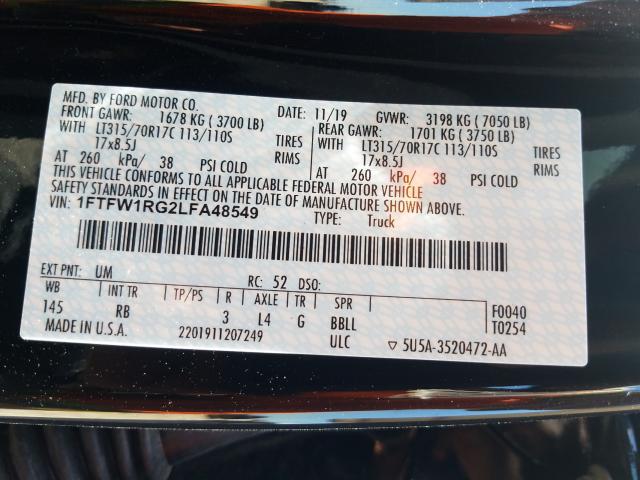 MFD. BY FORD MOTOR CO.
DATE: 11/19 GVWR: 3198 KG ( 7050 LB)
FRONT GAWR: 1678 KG ( 3700 LB)
REAR GAWR: 1701 KG ( 3750 LB)
WITH LT315/70R17C 113/110S TIRES
WITH LT315/70R17C 113/110S TIRES
17x8.5J RIMS
17x8.5J RIMS
AT 260 kPa/ 38 PSI COLD
AT 260 kPa/ 38 PSI COLD
THIS VEHICLE CONFORMS TO ALL APPLICABLE FEDERAL MOTOR VEHICLE
SAFETY STANDARDS IN EFFECT ON THE DATE OF MANUFACTURE SHOWN ABOVE.
VIN: 1FTFW1RG2LFA48549
TYPE: Truck
EXT PNT: UM RC: 52 DSO:
WB INT TR TP/PS R AXLE TR SPR F0040
145 RB 3 L4 G BBLL T0254
MADE IN U.S.A. 2201911207249 ULC ▽ 5U5A-3520472-AA